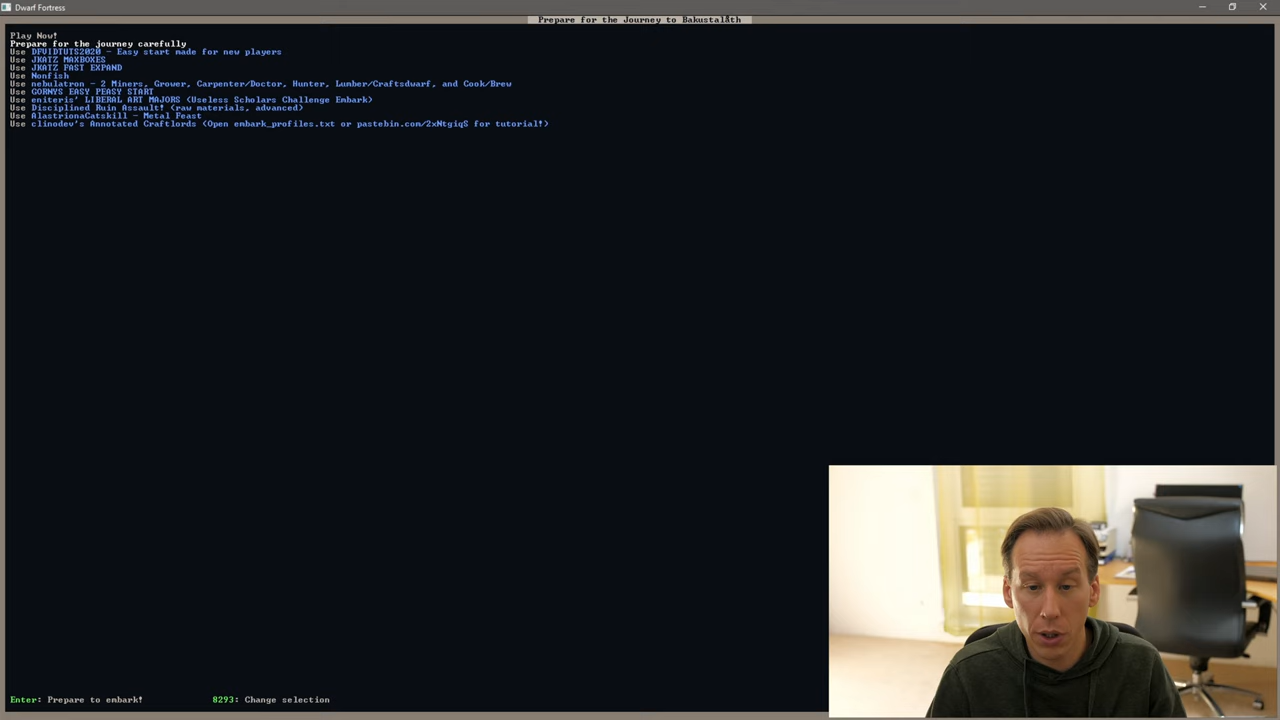 Dwarf Fortress
Prepare for the Journey to Bakustalath
Play Now!
Prepare for the journey carefully
Use DFVIDTUTS2020 - Easy start made for new players
Use JKATZ MAXBOXES
Use JKATZ FAST EXPAND
Use Nonfish
Use nebulatron - 2 Miners, Grower, Carpenter/Doctor, Hunter, Lumber/Craftsdwarf, and Cook/Brew
Use GORNYS EASY PEASY START
Use eniteris' LIBERAL ART MAJORS (Useless Scholars Challenge Embark)
Use Disciplined Ruin Assault! (raw materials, advanced)
Use AlastrionaCatskill - Metal Feast
Use clinodev's Annotated Craftlords (Open embark_profiles.txt or pastebin.com/2xNtgiqS for tutorial!)
Enter: Prepare to embark! 8293: Change selection